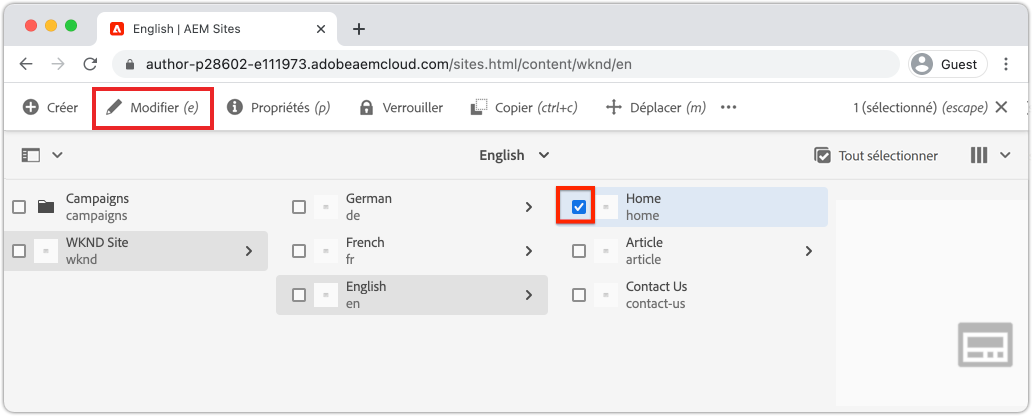 English | AEM Sites
author-p28602-e111973.adobeaemcloud.com/sites.html/content/wknd/en
Guest
Créer
Modifier (e)
Propriétés (p)
Verrouiller
Copier (ctrl+c)
Déplacer (m)
1 (sélectionné) (escape)
English
Tout sélectionner
Campaigns
campaigns
WKND Site
wknd
German
de
French
fr
English
en
Home
home
Article
article
Contact Us
contact-us